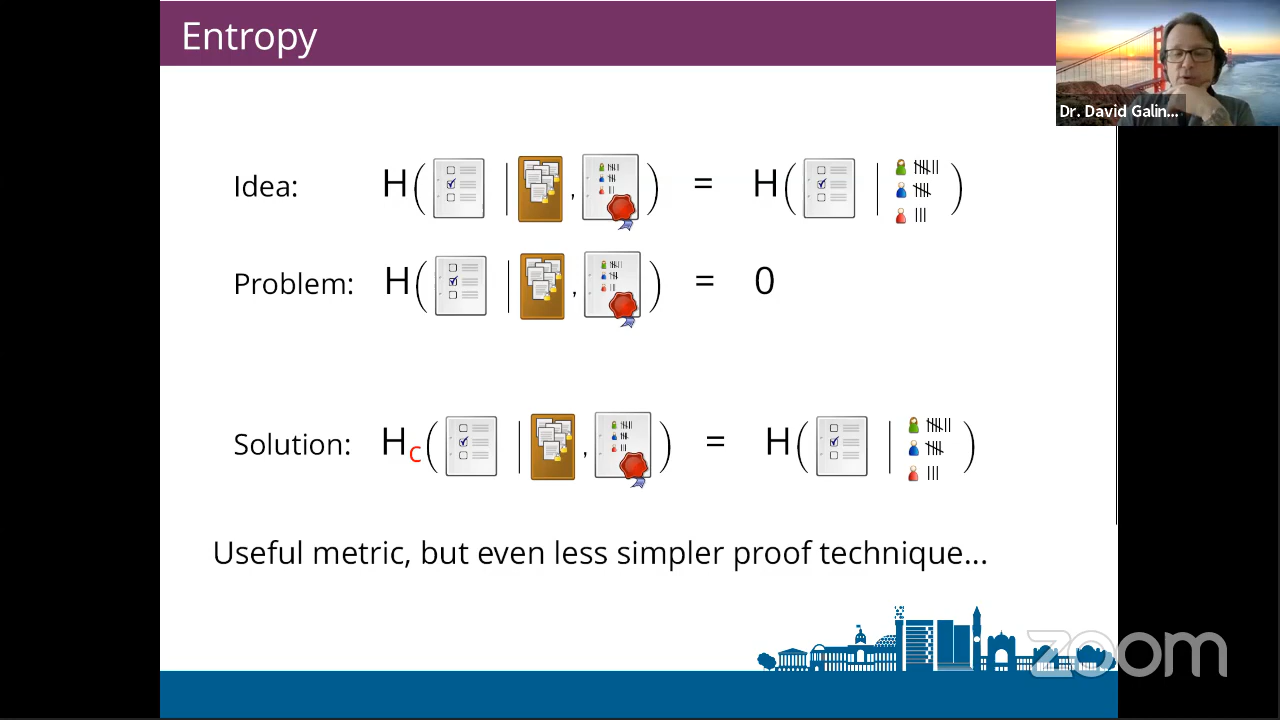 Entropy
Dr. David Galin...
Idea: H( | , ) = H( | )
Problem: H( | , ) = 0
Solution: Hc( | , ) = H( | )
Useful metric, but even less simpler proof technique...
zoom